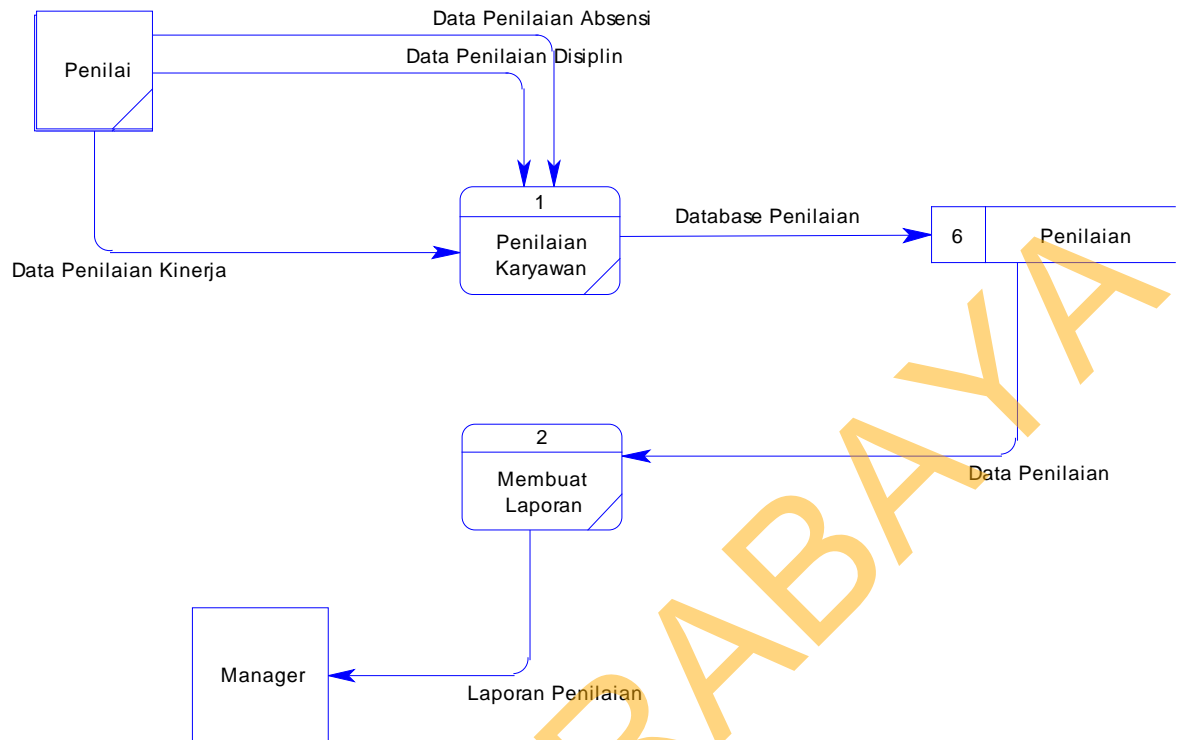 Data Penilaian Absensi
Data Penilaian Disiplin
Penilai
Data Penilaian Kinerja
1
Penilaian
Karyawan
Database Penilaian
6
Penilaian
2
Membuat
Laporan
Data Penilaian
Manager
Laporan Penilaian
BABAYA